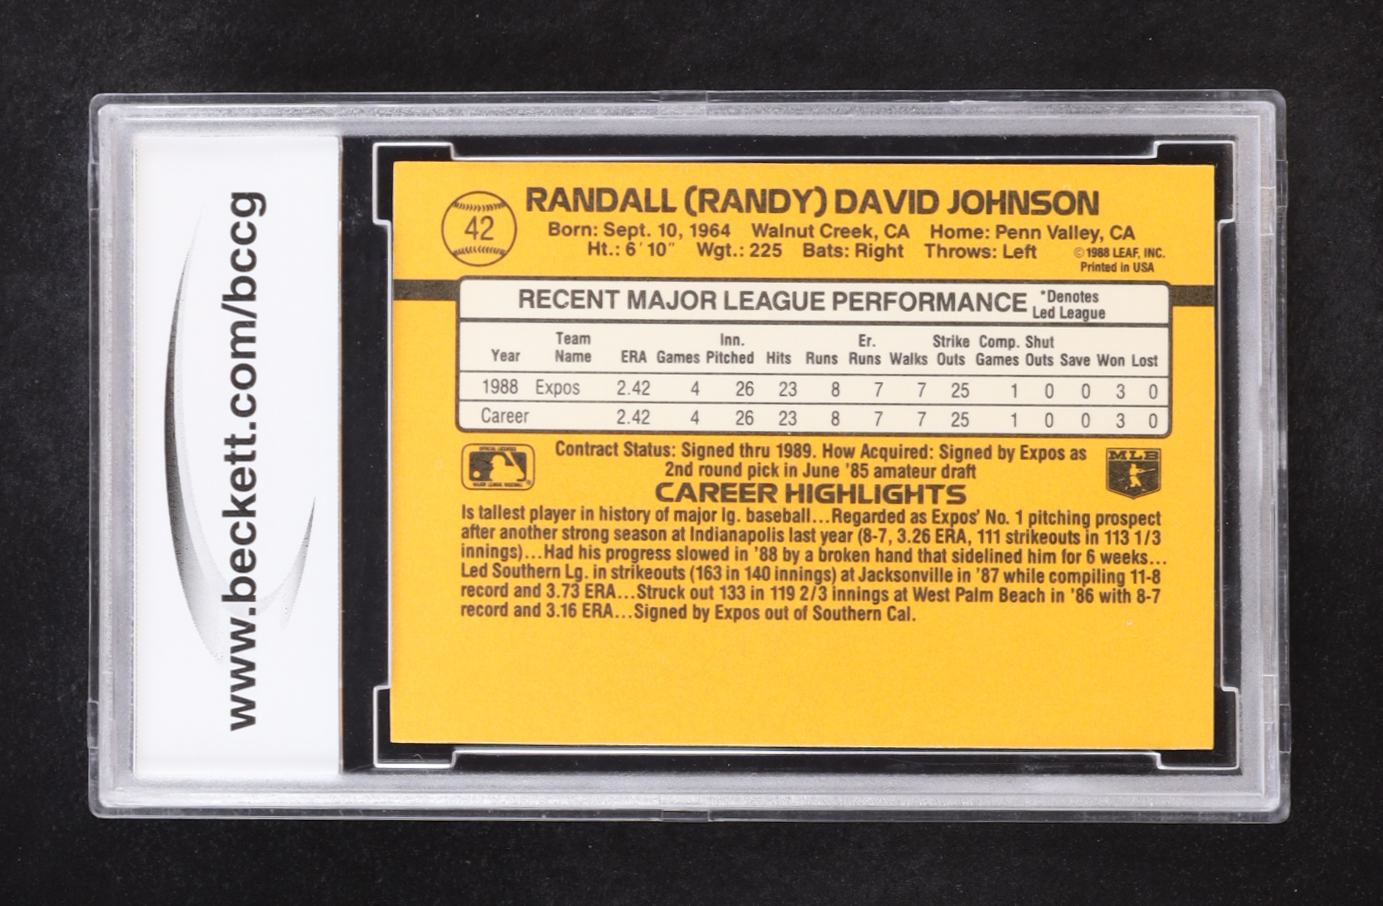 www.beckett.com/bccg
42
RANDALL (RANDY) DAVID JOHNSON
Born: Sept. 10, 1964 Walnut Creek, CA Home: Penn Valley, CA
Ht.: 6'10" Wgt.: 225 Bats: Right Throws: Left
©1988 LEAF, INC.
Printed in USA
RECENT MAJOR LEAGUE PERFORMANCE *Denotes
Led League
Team Inn. Er. Strike Comp. Shut
Year Name ERA Games Pitched Hits Runs Runs Walks Outs Games Outs Save Won Lost
1988 Expos 2.42 4 26 23 8 7 7 25 1 0 0 3 0
Career 2.42 4 26 23 8 7 7 25 1 0 0 3 0
Contract Status: Signed thru 1989. How Acquired: Signed by Expos as
2nd round pick in June '85 amateur draft
MLB
CAREER HIGHLIGHTS
Is tallest player in history of major lg. baseball...Regarded as Expos' No. 1 pitching prospect
after another strong season at Indianapolis last year (8-7, 3.26 ERA, 111 strikeouts in 113 1/3
innings)...Had his progress slowed in '88 by a broken hand that sidelined him for 6 weeks...
Led Southern Lg. in strikeouts (163 in 140 innings) at Jacksonville in '87 while compiling 11-8
record and 3.73 ERA...Struck out 133 in 119 2/3 innings at West Palm Beach in '86 with 8-7
record and 3.16 ERA...Signed by Expos out of Southern Cal.